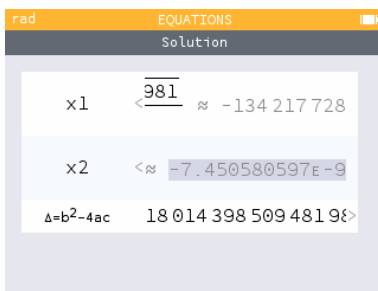 rad EQUATIONS
Solution
x1 <981 ≈ -134 217 728
x2 <≈ -7.450580597E-9
Δ=b²-4ac 18 014 398 509 481 98>